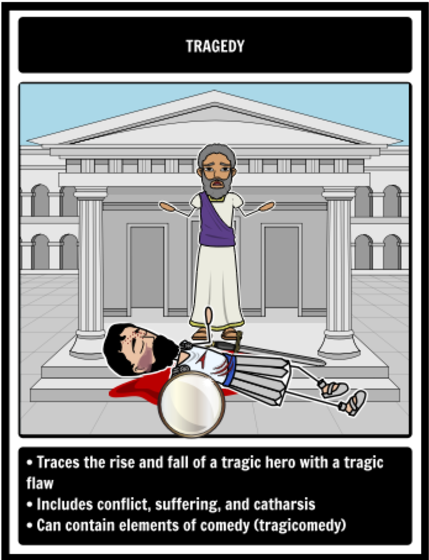 TRAGEDY
• Traces the rise and fall of a tragic hero with a tragic
flaw
• Includes conflict, suffering, and catharsis
• Can contain elements of comedy (tragicomedy)